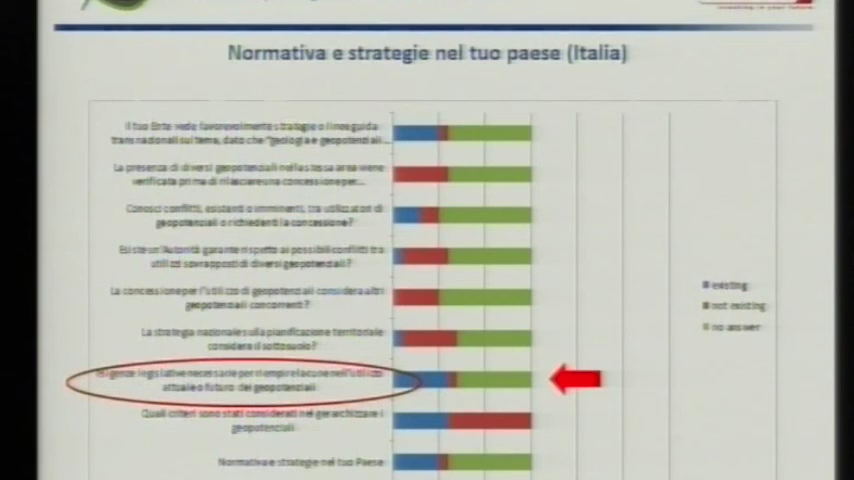 Normativa e strategie nel tuo paese (Italia)
Il tuo Ente vede favorevolmente strategie o linee guida
transnazionali sul tema, dato che "geologia e geopotenziali...
La presenza di diversi geopotenziali nella stessa area viene
verificata prima di rilasciare una concessione per...
Conosci conflitti, esistenti o imminenti, tra utilizzatori di
geopotenziali o richiedenti la concessione?
Esiste un'Autorità garante rispetto ai possibili conflitti tra
utilizzi sovrapposti di diversi geopotenziali?
La concessione per l'utilizzo di geopotenziali considera altri
geopotenziali concorrenti?
La strategia nazionale sulla pianificazione territoriale
considera il sottosuolo?
legislative necessarie per riempire lacune nell'utilizzo
attuale o futuro dei geopotenziali
Quali criteri sono stati considerati nel gerarchizzare i
geopotenziali
Normativa e strategie nel tuo Paese
existing
not existing
no answer